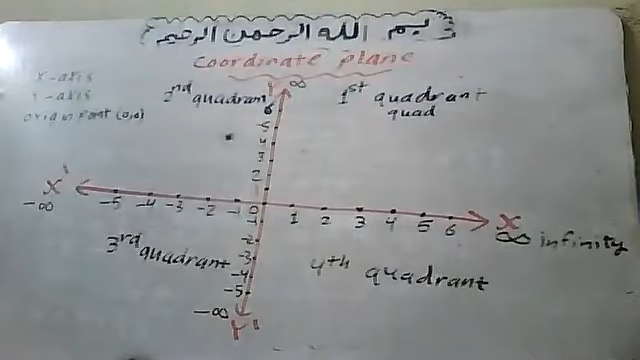 بسم الله الرحمن الرحيم
Coordinate plane
x-axis
Y-axis
origin point (0,0)
2nd quadrant
1st quadrant
quad
Y ∞
6
5
4
3
2
1
X'
-∞
-5 -4 -3 -2 -1 0 1 2 3 4 5 6
X
∞ infinity
-1
-2
-3
-4
-5
3rd quadrant
4th quadrant
-∞
Y'